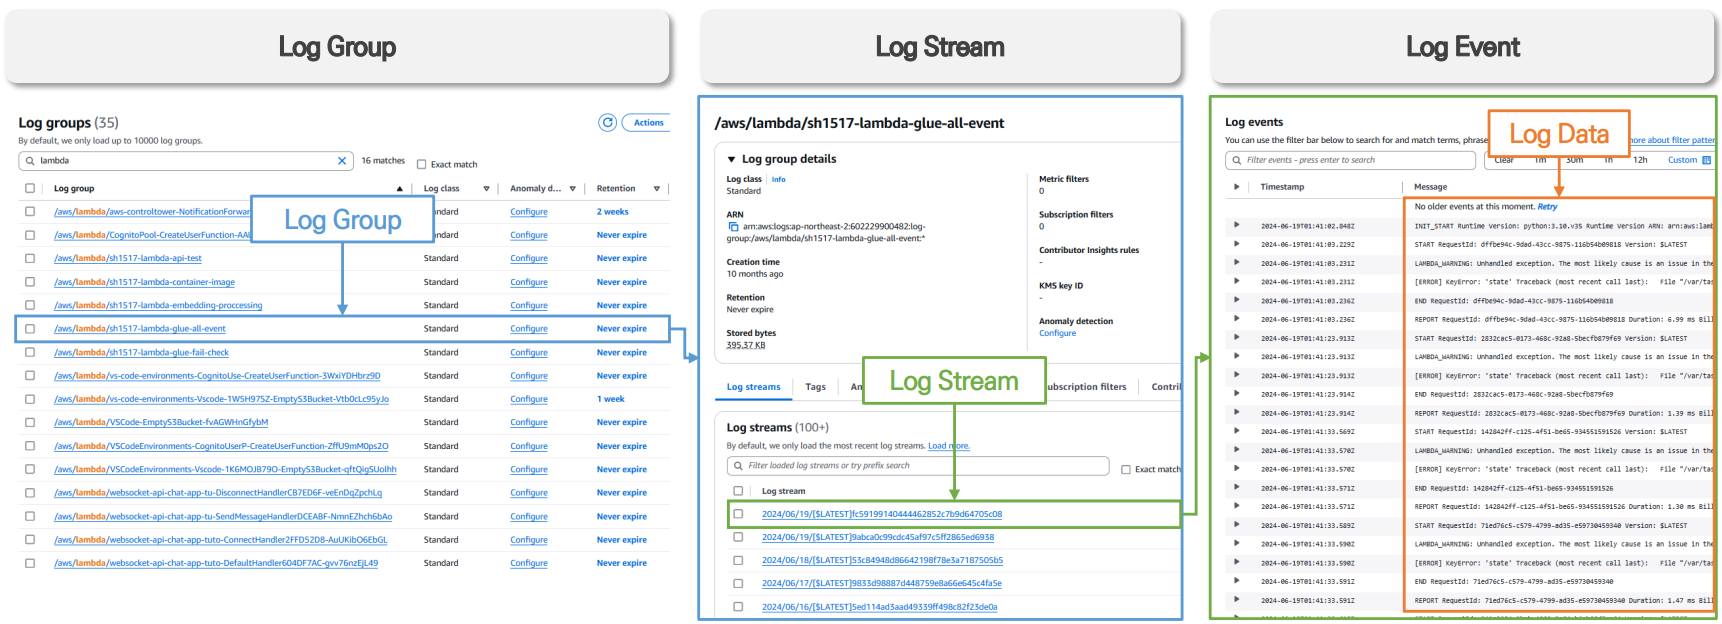 Log Group
Log Stream
Log Event
Log groups (35)
Actions
By default, we only load up to 10000 log groups.
lambda
16 matches
Exact match
Log group
Log class
Anomaly d...
Retention
Log Group
/aws/lambda/aws-controltower-NotificationForwar
ndard
Configure
2 weeks
/aws/lambda/CognitoPool-CreateUserFunction-AAL
ndard
Configure
Never expire
/aws/lambda/sh1517-lambda-api-test
Standard
Configure
Never expire
/aws/lambda/sh1517-lambda-container-image
Standard
Configure
Never expire
/aws/lambda/sh1517-lambda-embedding-proccessing
Standard
Configure
Never expire
/aws/lambda/sh1517-lambda-glue-all-event
Standard
Configure
Never expire
/aws/lambda/sh1517-lambda-glue-fail-check
Standard
Configure
Never expire
/aws/lambda/vs-code-environments-CognitoUse-CreateUserFunction-3WxiYDHbrz9D
Standard
Configure
Never expire
/aws/lambda/vs-code-environments-Vscode-1W5H975Z-EmptyS3Bucket-Vtb0cLc95yJo
Standard
Configure
1 week
/aws/lambda/VSCode-EmptyS3Bucket-fvAGWHnGfybM
Standard
Configure
Never expire
/aws/lambda/VSCodeEnvironments-CognitoUserP-CreateUserFunction-ZffU9mM0ps2O
Standard
Configure
Never expire
/aws/lambda/VSCodeEnvironments-Vscode-1K6MOJB79O-EmptyS3Bucket-qftQigSUolhh
Standard
Configure
Never expire
/aws/lambda/websocket-api-chat-app-tu-DisconnectHandlerCB7ED6F-veEnDqZpchLq
Standard
Configure
Never expire
/aws/lambda/websocket-api-chat-app-tu-SendMessageHandlerDCEABF-NmnEZhch6bAo
Standard
Configure
Never expire
/aws/lambda/websocket-api-chat-app-tuto-ConnectHandler2FFD52D8-AuUKibO6EbGL
Standard
Configure
Never expire
/aws/lambda/websocket-api-chat-app-tuto-DefaultHandler604DF7AC-gvv76nzEjL49
Standard
Configure
Never expire
/aws/lambda/sh1517-lambda-glue-all-event
Log group details
Log class Info
Standard
ARN
arn:aws:logs:ap-northeast-2:602229900482:log-
group:/aws/lambda/sh1517-lambda-glue-all-event:*
Creation time
10 months ago
Retention
Never expire
Stored bytes
395.37 KB
Metric filters
0
Subscription filters
0
Contributor Insights rules
-
KMS key ID
-
Anomaly detection
Configure
Log Stream
Log streams
Tags
An
ubscription filters
Contri
Log streams (100+)
By default, we only load the most recent log streams. Load more.
Filter loaded log streams or try prefix search
Exact match
Log stream
2024/06/19/[$LATEST]fc59199140444462852c7b9d64705c08
2024/06/19/[$LATEST]9abca0c99cdc45af97c5ff2865ed6938
2024/06/18/[$LATEST]53c84948d86642198f78e3a7187505b5
2024/06/17/[$LATEST]9833d98887d448759e8a66e645c4fa5e
2024/06/16/[$LATEST]5ed114ad3aad49339ff498c82f23de0a
Log events
Log Data
You can use the filter bar below to search for and match terms, phrase
more about filter patter
Filter events - press enter to search
Clear
1m
30m
1h
12h
Custom
Timestamp
Message
No older events at this moment. Retry
2024-06-19T01:41:02.848Z
INIT_START Runtime Version: python:3.10.v35 Runtime Version ARN: arn:aws:lamb
2024-06-19T01:41:03.229Z
START RequestId: dffbe94c-9dad-43cc-9875-116b54b09818 Version: $LATEST
2024-06-19T01:41:03.231Z
LAMBDA_WARNING: Unhandled exception. The most likely cause is an issue in the
2024-06-19T01:41:03.231Z
[ERROR] KeyError: 'state' Traceback (most recent call last): File "/var/tas
2024-06-19T01:41:03.236Z
END RequestId: dffbe94c-9dad-43cc-9875-116b54b09818
2024-06-19T01:41:03.236Z
REPORT RequestId: dffbe94c-9dad-43cc-9875-116b54b09818 Duration: 6.99 ms Bill
2024-06-19T01:41:23.913Z
START RequestId: 2832cac5-0173-468c-92a8-5becfb879f69 Version: $LATEST
2024-06-19T01:41:23.913Z
LAMBDA_WARNING: Unhandled exception. The most likely cause is an issue in the
2024-06-19T01:41:23.913Z
[ERROR] KeyError: 'state' Traceback (most recent call last): File "/var/tas
2024-06-19T01:41:23.914Z
END RequestId: 2832cac5-0173-468c-92a8-5becfb879f69
2024-06-19T01:41:23.914Z
REPORT RequestId: 2832cac5-0173-468c-92a8-5becfb879f69 Duration: 1.39 ms Bill
2024-06-19T01:41:33.569Z
START RequestId: 142842ff-c125-4f51-be65-934551591526 Version: $LATEST
2024-06-19T01:41:33.570Z
LAMBDA_WARNING: Unhandled exception. The most likely cause is an issue in the
2024-06-19T01:41:33.570Z
[ERROR] KeyError: 'state' Traceback (most recent call last): File "/var/tas
2024-06-19T01:41:33.571Z
END RequestId: 142842ff-c125-4f51-be65-934551591526
2024-06-19T01:41:33.571Z
REPORT RequestId: 142842ff-c125-4f51-be65-934551591526 Duration: 1.30 ms Bill
2024-06-19T01:41:33.589Z
START RequestId: 71ed76c5-c579-4799-ad35-e59730459340 Version: $LATEST
2024-06-19T01:41:33.590Z
LAMBDA_WARNING: Unhandled exception. The most likely cause is an issue in the
2024-06-19T01:41:33.590Z
[ERROR] KeyError: 'state' Traceback (most recent call last): File "/var/tas
2024-06-19T01:41:33.591Z
END RequestId: 71ed76c5-c579-4799-ad35-e59730459340
2024-06-19T01:41:33.591Z
REPORT RequestId: 71ed76c5-c579-4799-ad35-e59730459340 Duration: 1.47 ms Bill